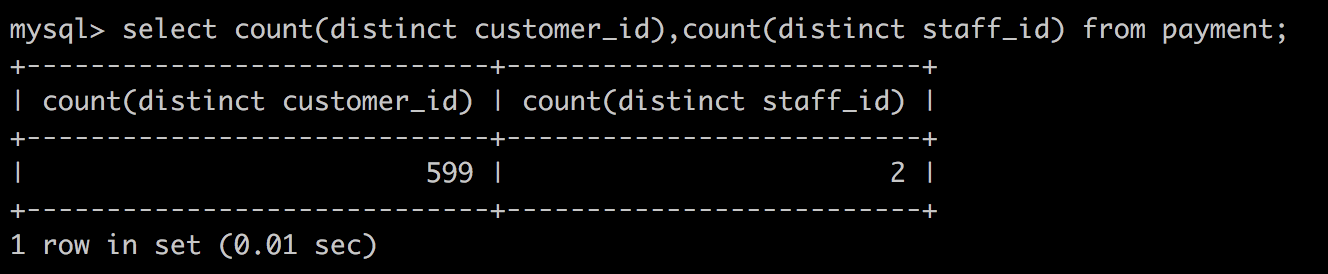 mysql> select count(distinct customer_id),count(distinct staff_id) from payment;
+-----------------------------+--------------------------+
| count(distinct customer_id) | count(distinct staff_id) |
+-----------------------------+--------------------------+
|                         599 |                        2 |
+-----------------------------+--------------------------+
1 row in set (0.01 sec)